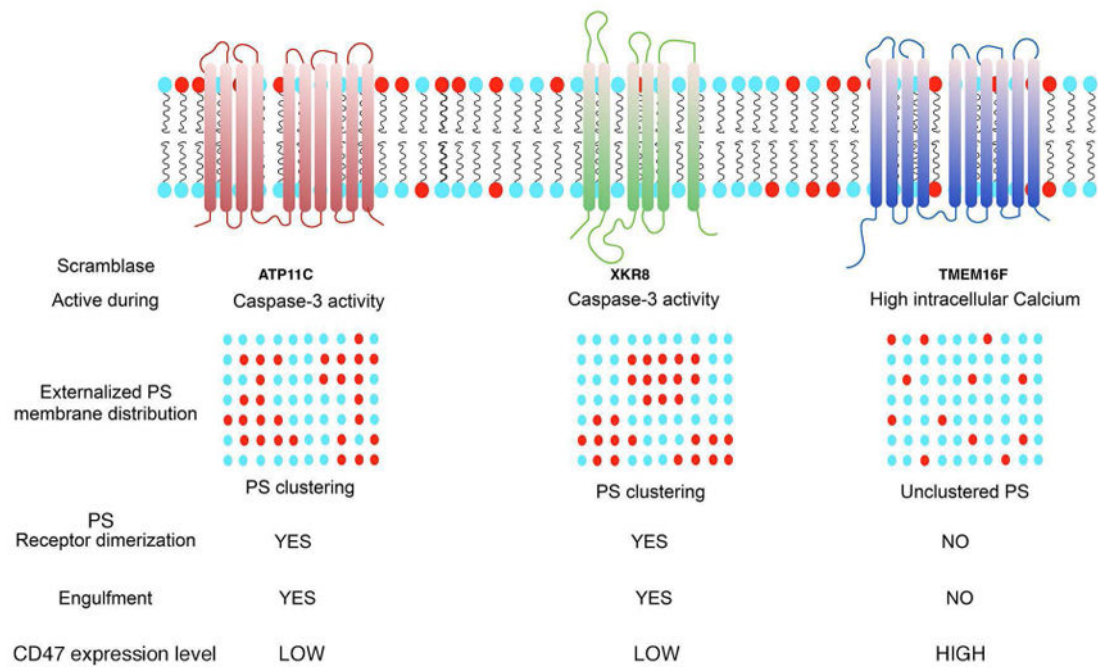 Scramblase ATP11C XKR8 TMEM16F
Active during Caspase-3 activity Caspase-3 activity High intracellular Calcium
Externalized PS
membrane distribution
PS clustering PS clustering Unclustered PS
PS
Receptor dimerization YES YES NO
Engulfment YES YES NO
CD47 expression level LOW LOW HIGH